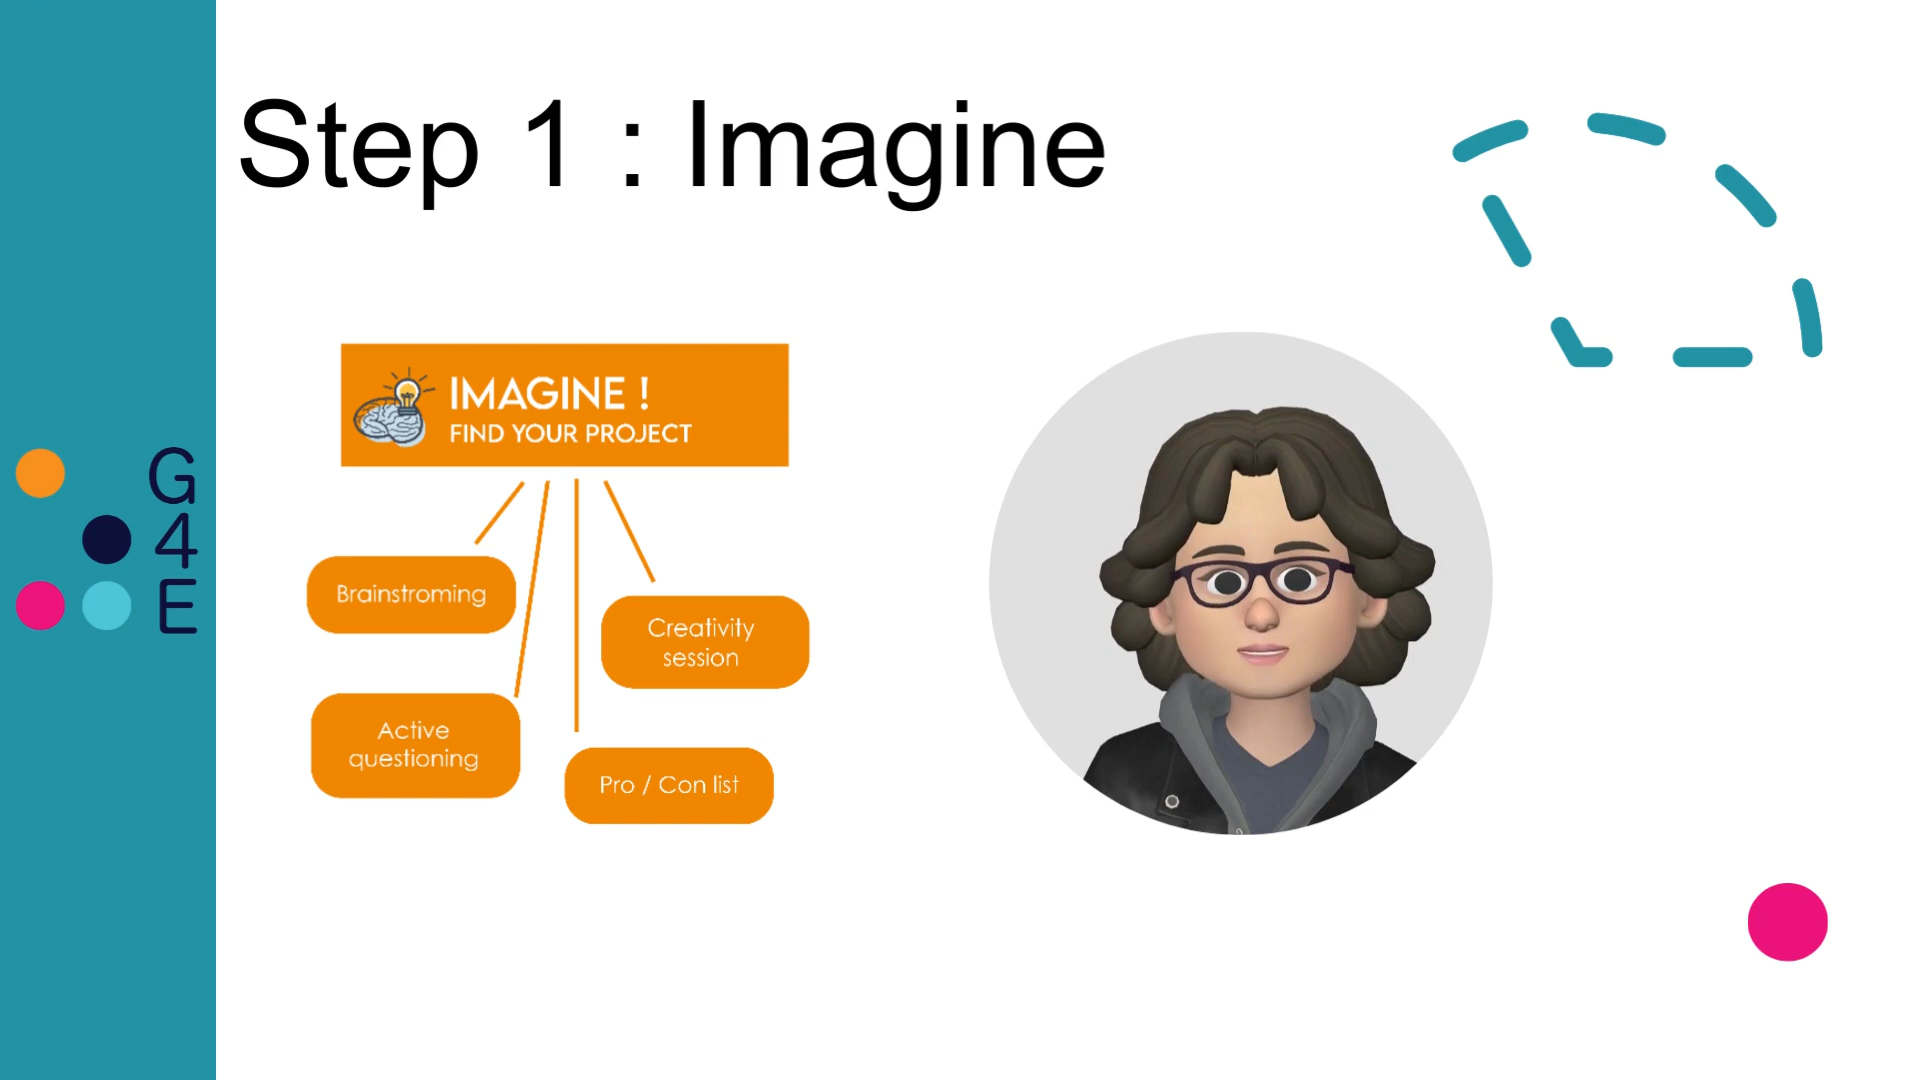 Step 1 : Imagine
IMAGINE !
FIND YOUR PROJECT
Brainstroming
Creativity
session
Active
questioning
Pro / Con list
G
4
E